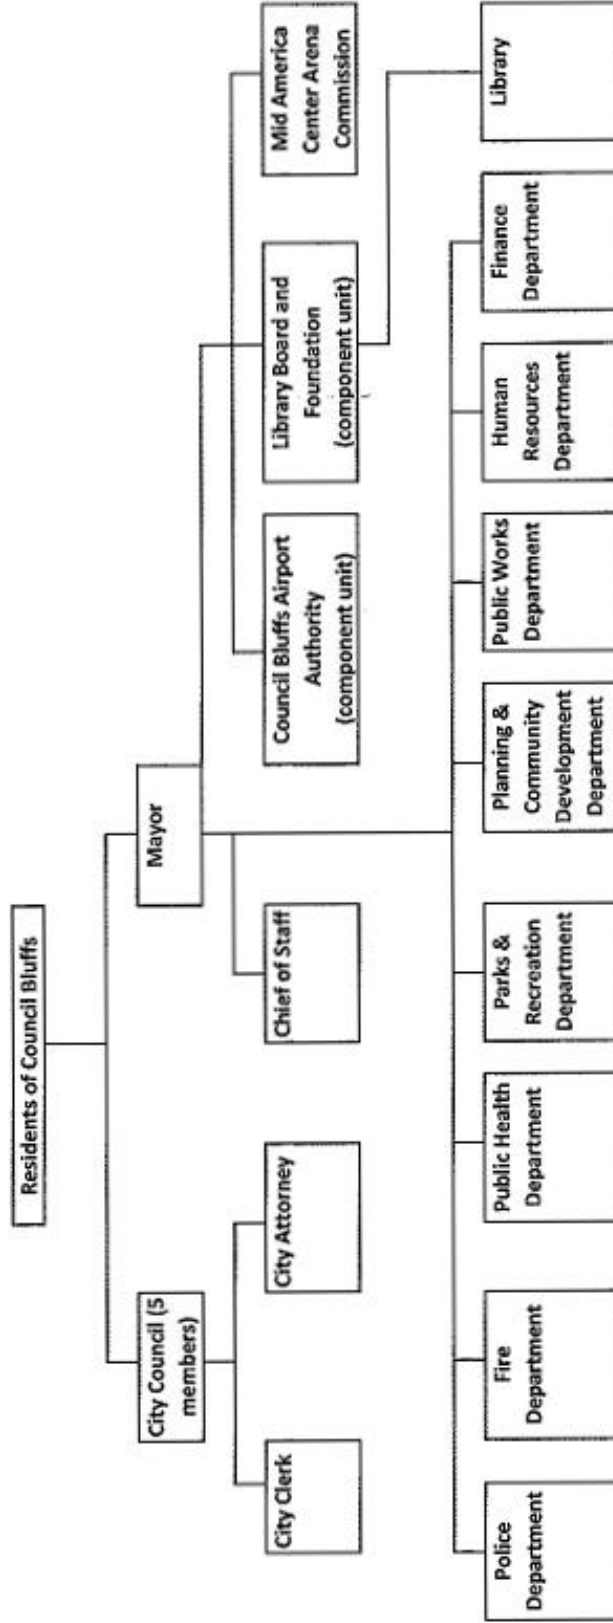 Residents of Council Bluffs
City Council (5
members)
Mayor
City Clerk
City Attorney
Chief of Staff
Council Bluffs Airport
Authority
(component unit)
Library Board and
Foundation
(component unit)
Mid America
Center Arena
Commission
Police
Department
Fire
Department
Public Health
Department
Parks &
Recreation
Department
Planning &
Community
Development
Department
Public Works
Department
Human
Resources
Department
Finance
Department
Library